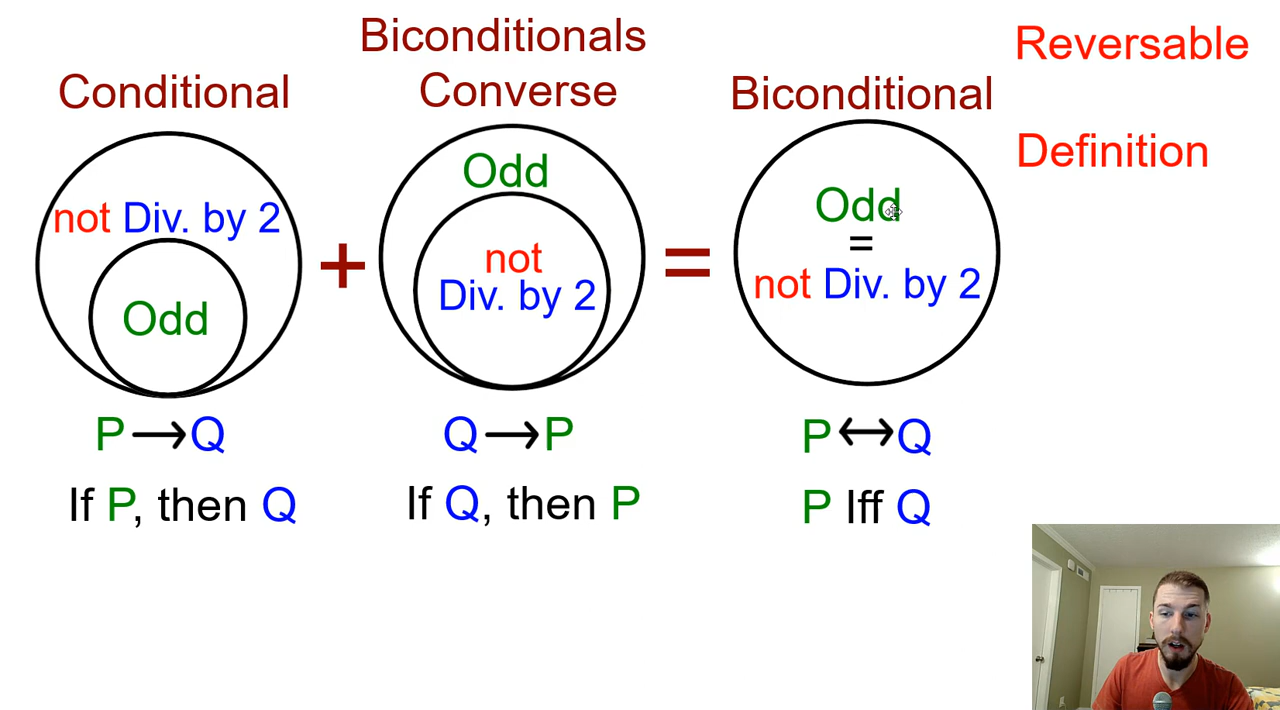 Biconditionals
Conditional
Converse
Biconditional
Reversable
Definition
not Div. by 2
Odd
+
Odd
not
Div. by 2
=
Odd
=
not Div. by 2
P→Q
Q→P
P↔Q
If P, then Q
If Q, then P
P Iff Q